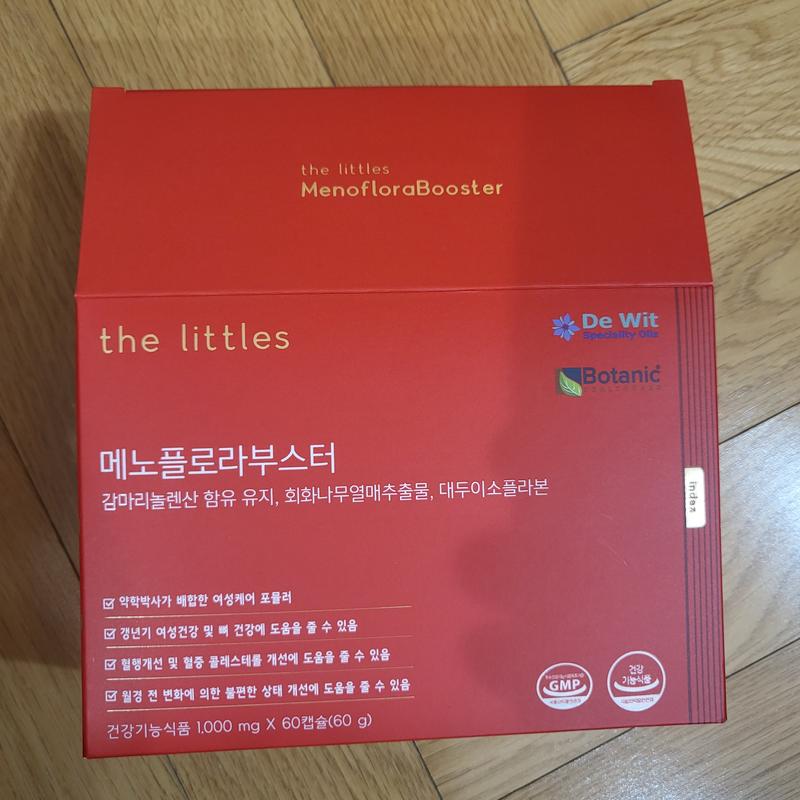 the littles
MenofloraBooster
the littles
De Wit
Speciality Oils
Botanic
메노플로라부스터
감마리놀렌산 함유 유지, 회화나무열매추출물, 대두이소플라본
index
약학박사가 배합한 여성케어 포뮬러
갱년기 여성건강 및 뼈 건강에 도움을 줄 수 있음
혈행개선 및 혈중 콜레스테롤 개선에 도움을 줄 수 있음
월경 전 변화에 의한 불편한 상태 개선에 도움을 줄 수 있음
건강기능식품 1,000 mg X 60캡슐(60 g)
GMP
건강
기능식품